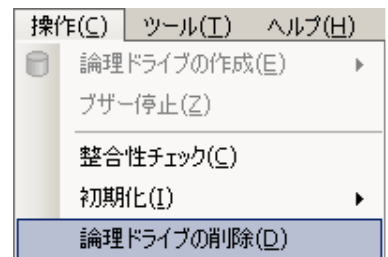 操作(C) ツール(T) ヘルプ(H)
論理ドライブの作成(E)
ブザー停止(Z)
整合性チェック(C)
初期化(I)
論理ドライブの削除(D)